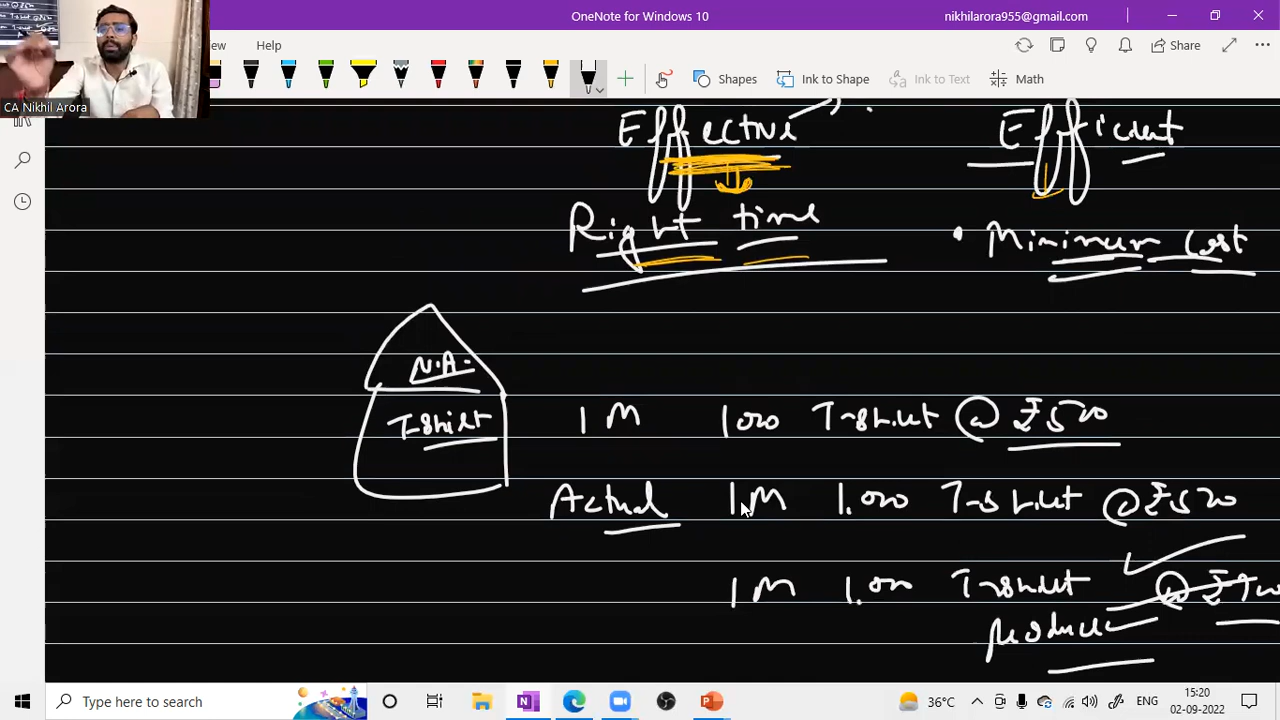 OneNote for Windows 10
nikhilarora955@gmail.com
Help
Share
Shapes
Ink to Shape
Ink to Text
Math
CA Nikhil Arora
Effective
Efficient
Right time
• Minimum Cost
N.A.
T-shirt
1 M 1000 T-shirt @ ₹500
Actual 1 M 1.000 T-shirt @ ₹500
1 M 1.000 T-shirt @
produce
Type here to search
36°C
ENG
15:20
02-09-2022